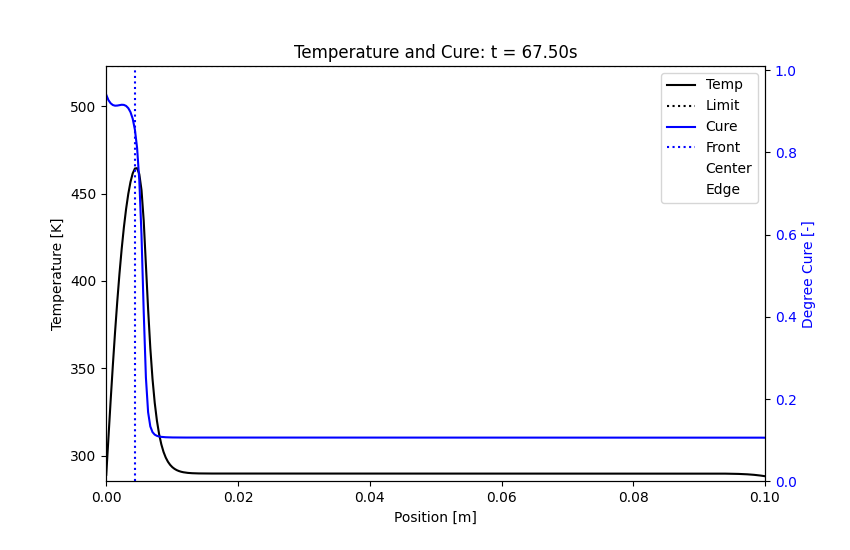 Temperature and Cure: t = 67.50s
Temperature [K]
500
450
400
350
300
Temp
Limit
Cure
Front
Center
Edge
1.0
0.8
0.6
0.4
0.2
0.0
Degree Cure [-]
0.00 0.02 0.04 0.06 0.08 0.10
Position [m]